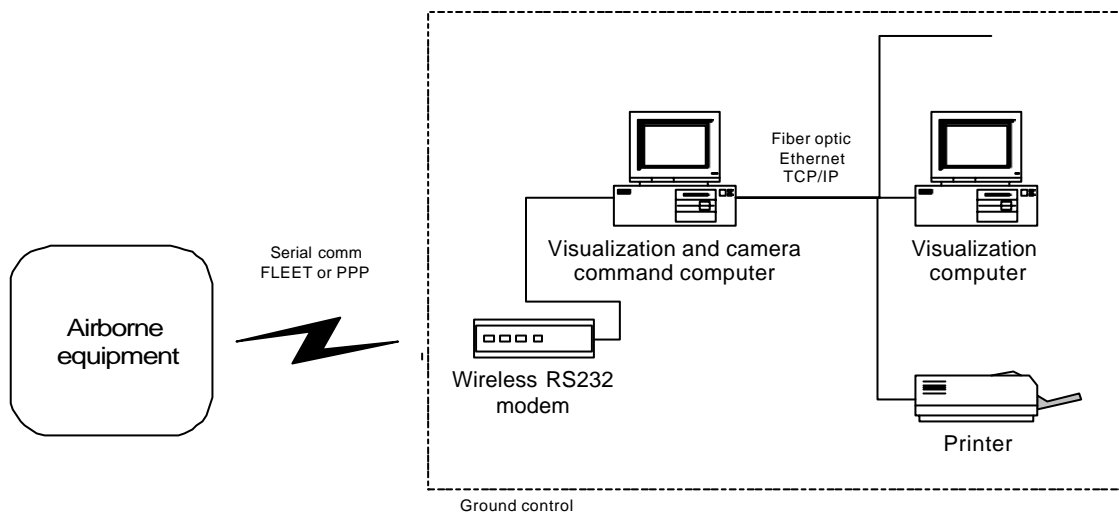 Fiber optic
Ethernet
TCP/IP
Visualization and camera
command computer
Visualization
computer
Serial comm
FLEET or PPP
Airborne
equipment
Wireless RS232
modem
Printer
Ground control